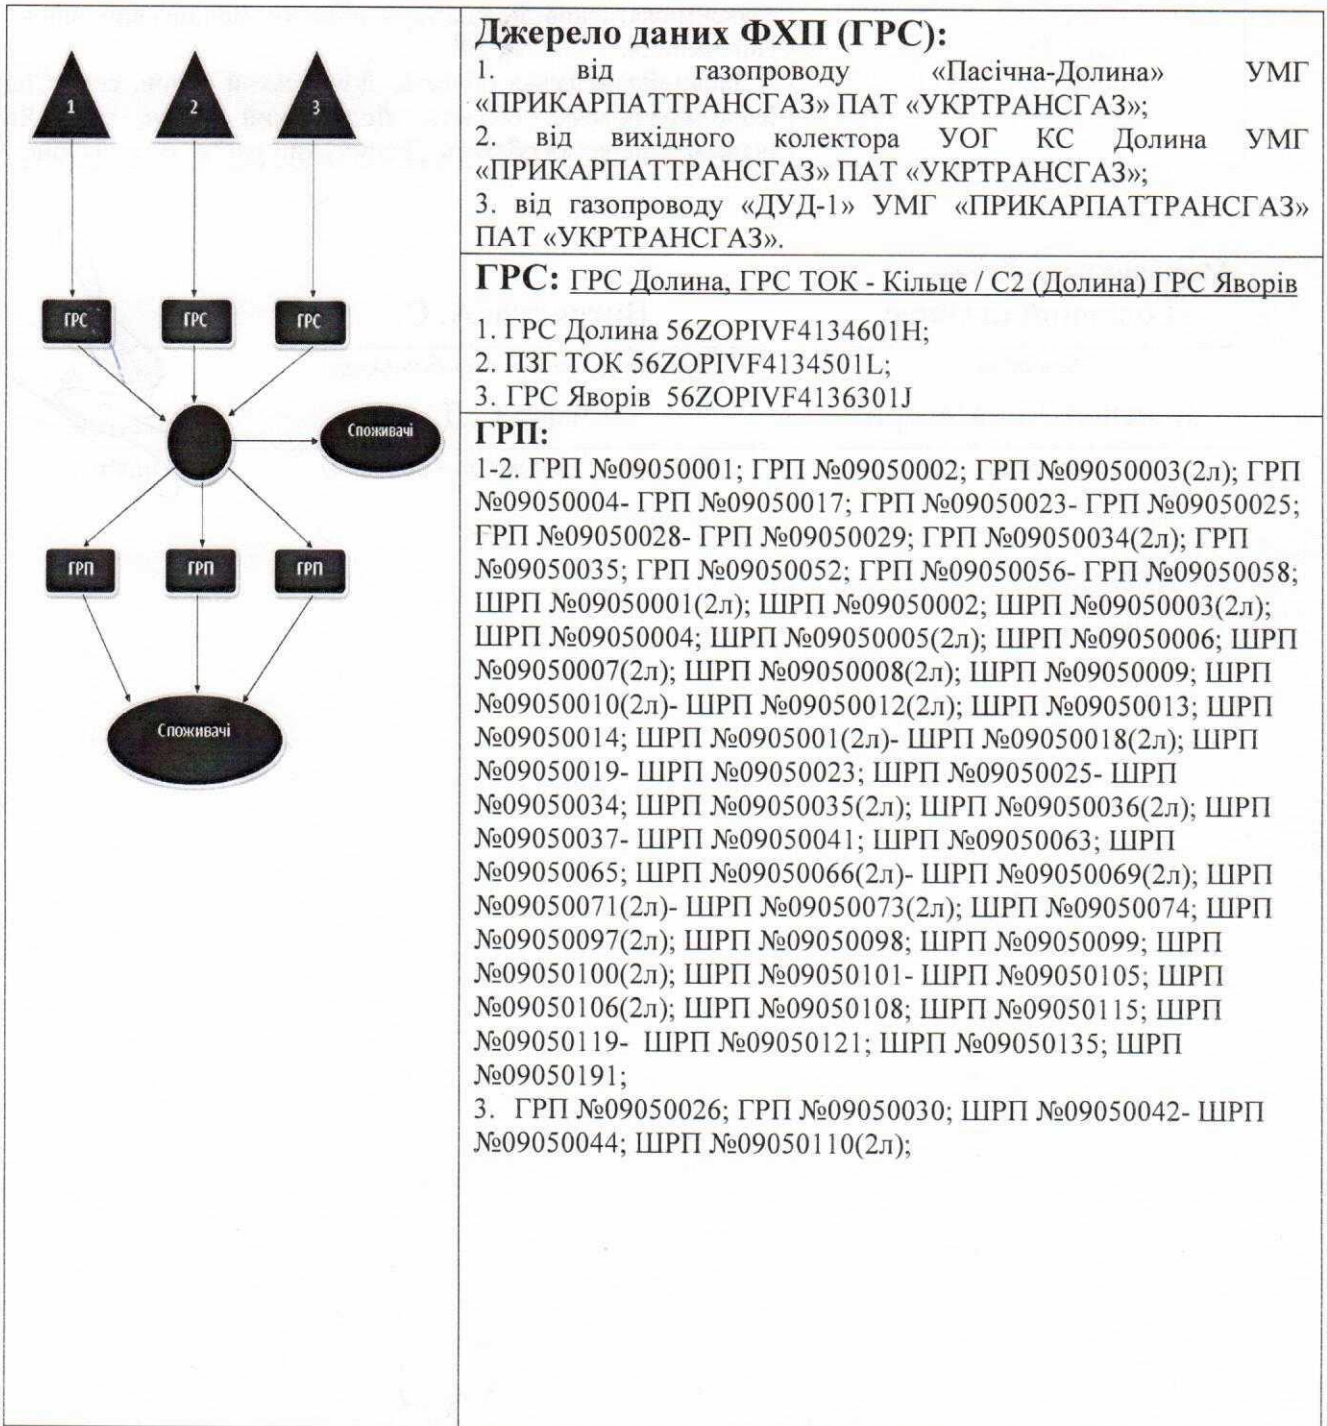 1 2 3
ГРС ГРС ГРС
Споживачі
ГРП ГРП ГРП
Споживачі
Джерело даних ФХП (ГРС):
1. від газопроводу «Пасічна-Долина» УМГ
«ПРИКАРПАТТРАНСГАЗ» ПАТ «УКРТРАНСГАЗ»;
2. від вихідного колектора УОГ КС Долина УМГ
«ПРИКАРПАТТРАНСГАЗ» ПАТ «УКРТРАНСГАЗ»;
3. від газопроводу «ДУД-1» УМГ «ПРИКАРПАТТРАНСГАЗ»
ПАТ «УКРТРАНСГАЗ».
ГРС: ГРС Долина, ГРС ТОК - Кільце / С2 (Долина) ГРС Яворів
1. ГРС Долина 56ZOPIVF4134601H;
2. ПЗГ ТОК 56ZOPIVF4134501L;
3. ГРС Яворів 56ZOPIVF4136301J
ГРП:
1-2. ГРП №09050001; ГРП №09050002; ГРП №09050003(2л); ГРП
№09050004- ГРП №09050017; ГРП №09050023- ГРП №09050025;
ГРП №09050028- ГРП №09050029; ГРП №09050034(2л); ГРП
№09050035; ГРП №09050052; ГРП №09050056- ГРП №09050058;
ШРП №09050001(2л); ШРП №09050002; ШРП №09050003(2л);
ШРП №09050004; ШРП №09050005(2л); ШРП №09050006; ШРП
№09050007(2л); ШРП №09050008(2л); ШРП №09050009; ШРП
№09050010(2л)- ШРП №09050012(2л); ШРП №09050013; ШРП
№09050014; ШРП №0905001(2л)- ШРП №09050018(2л); ШРП
№09050019- ШРП №09050023; ШРП №09050025- ШРП
№09050034; ШРП №09050035(2л); ШРП №09050036(2л); ШРП
№09050037- ШРП №09050041; ШРП №09050063; ШРП
№09050065; ШРП №09050066(2л)- ШРП №09050069(2л); ШРП
№09050071(2л)- ШРП №09050073(2л); ШРП №09050074; ШРП
№09050097(2л); ШРП №09050098; ШРП №09050099; ШРП
№09050100(2л); ШРП №09050101- ШРП №09050105; ШРП
№09050106(2л); ШРП №09050108; ШРП №09050115; ШРП
№09050119- ШРП №09050121; ШРП №09050135; ШРП
№09050191;
3. ГРП №09050026; ГРП №09050030; ШРП №09050042- ШРП
№09050044; ШРП №09050110(2л);